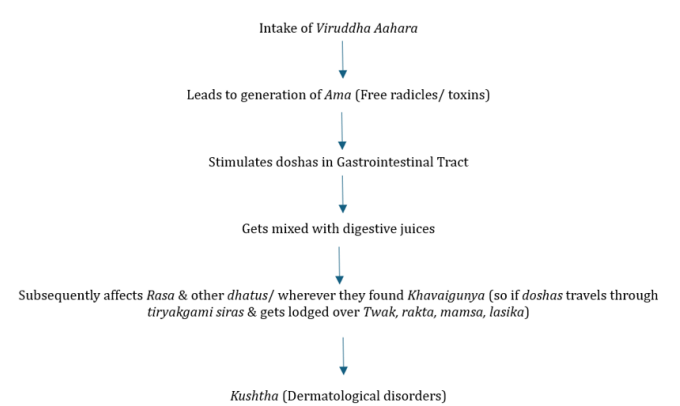 Intake of Viruddha Aahara
Leads to generation of Ama (Free radicles/ toxins)
Stimulates doshas in Gastrointestinal Tract
Gets mixed with digestive juices
Subsequently affects Rasa & other dhatus/ wherever they found Khavaigunya (so if doshas travels through
tiryakgami siras & gets lodged over Twak, rakta, mamsa, lasika)
Kushtha (Dermatological disorders)